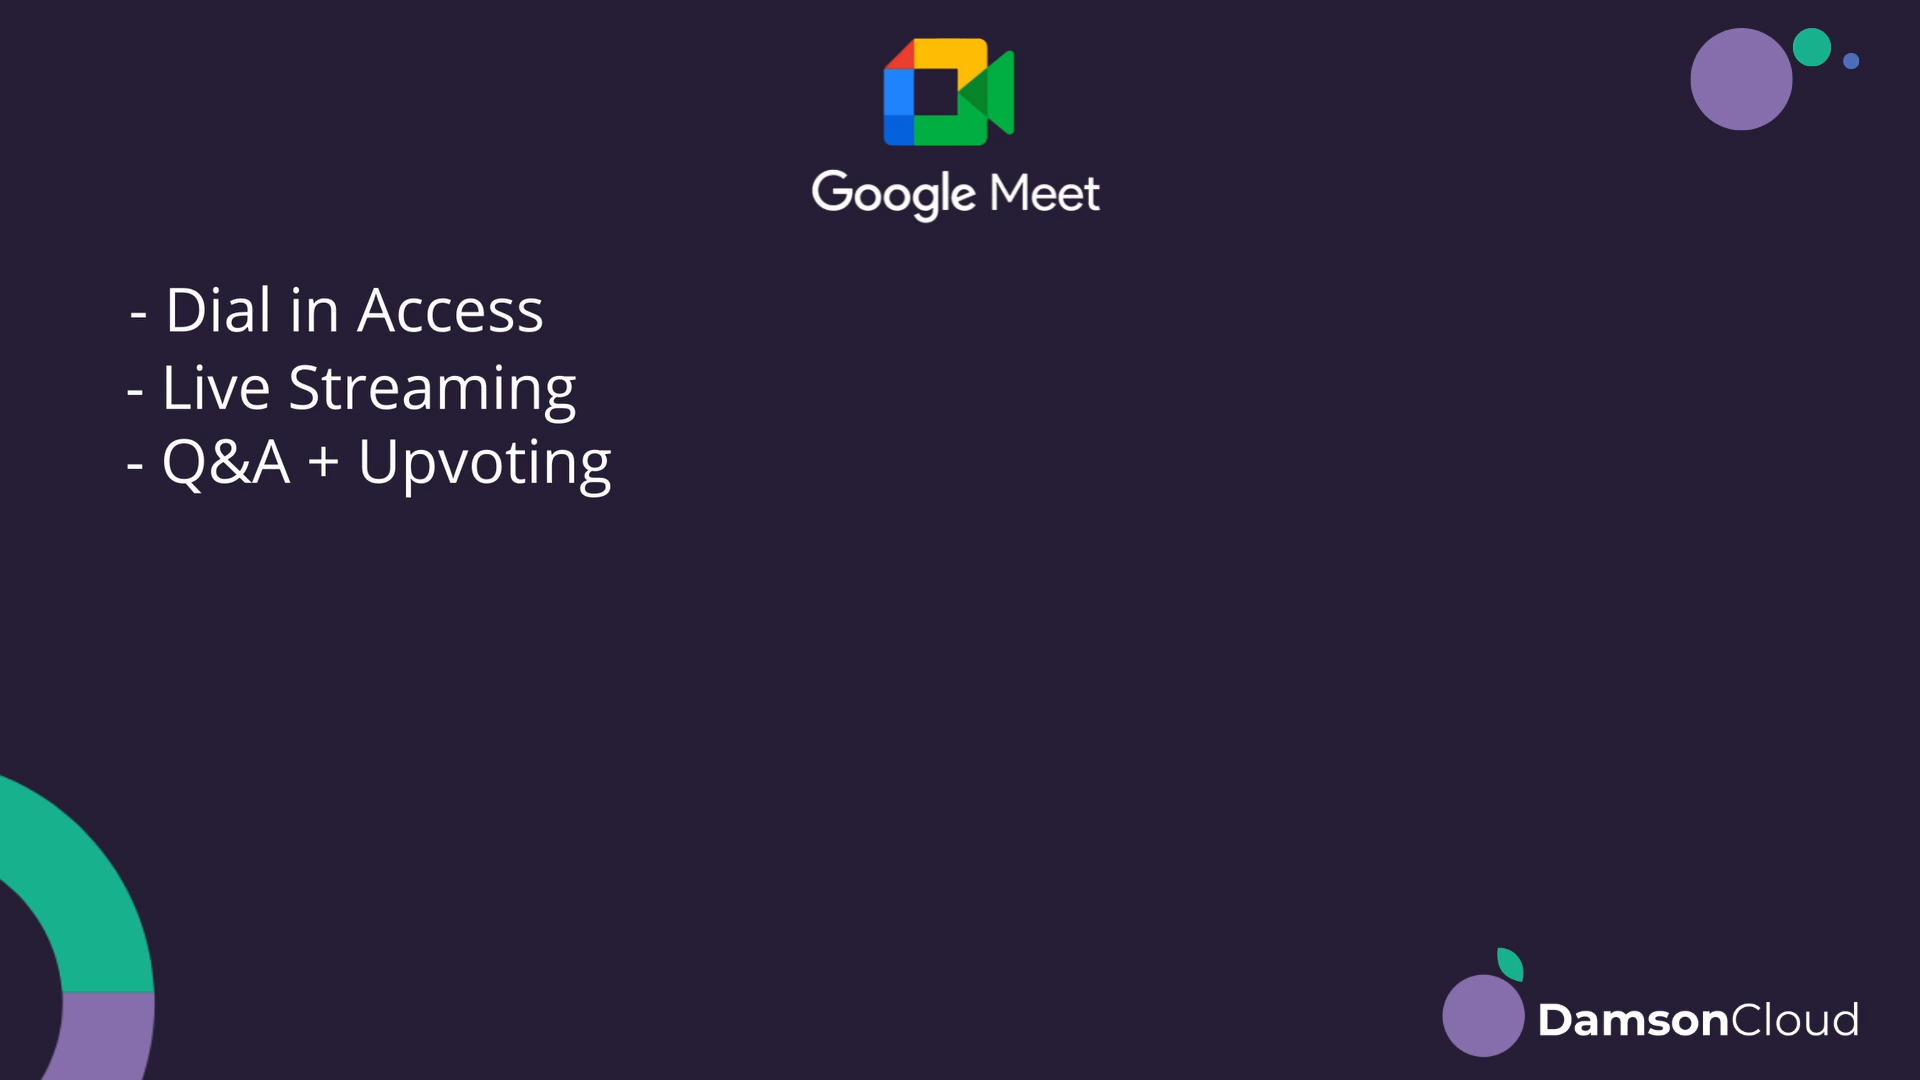 Google Meet
- Dial in Access
- Live Streaming
- Q&A + Upvoting
DamsonCloud